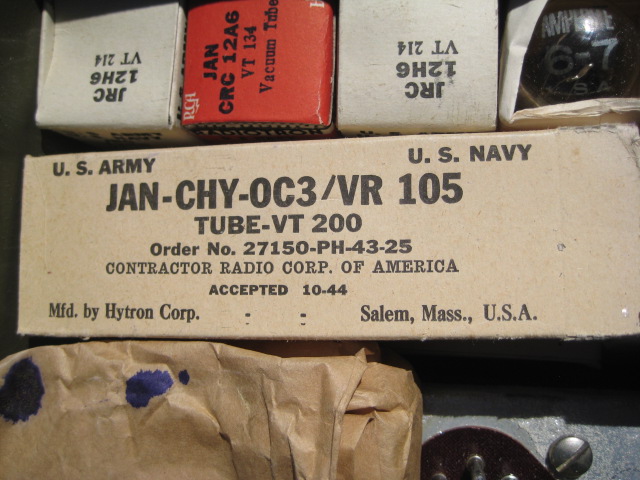 JRC
12H6
VT 214
RCA
JAN
CRC 12A6
VT 134
Vacuum Tube
JRC
12H6
VT 214
6-7
U. S. ARMY U. S. NAVY
JAN-CHY-OC3/VR 105
TUBE-VT 200
Order No. 27150-PH-43-25
CONTRACTOR RADIO CORP. OF AMERICA
ACCEPTED 10-44
Mfd. by Hytron Corp. - - Salem, Mass., U.S.A.